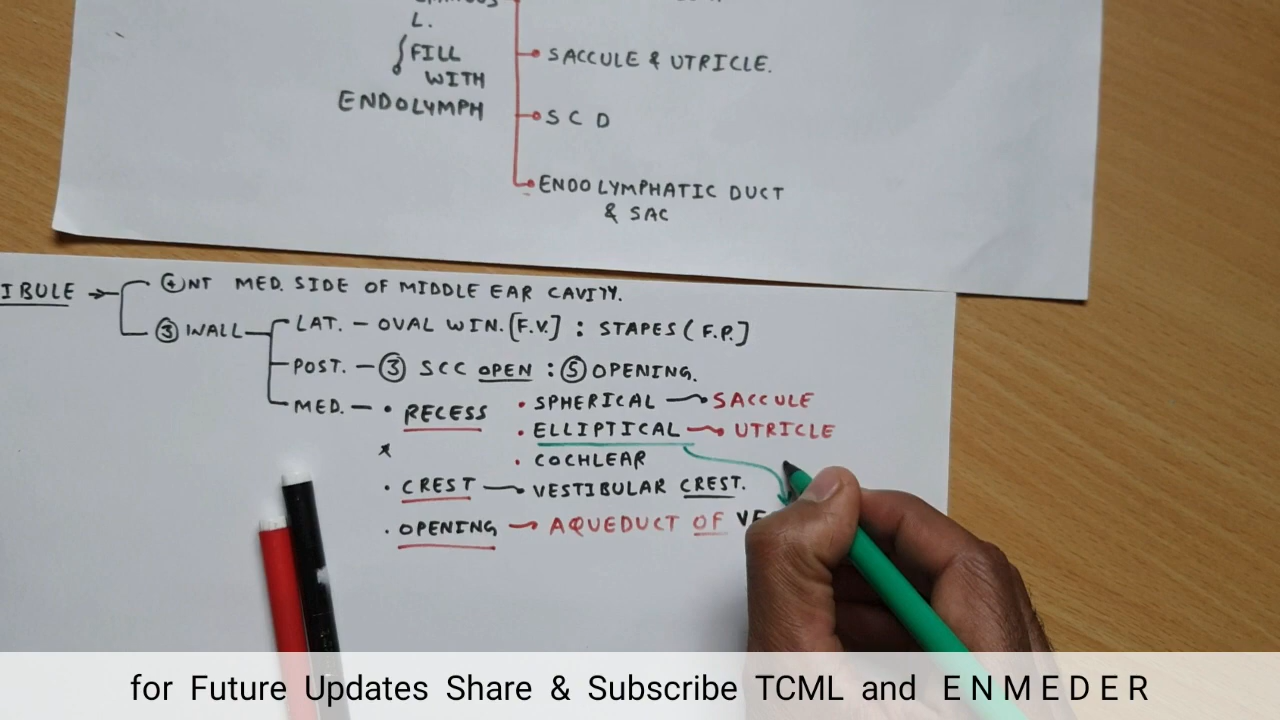 L.
FILL
WITH
ENDOLYMPH
SACCULE & UTRICLE.
S C D
ENDOLYMPHATIC DUCT
& SAC
IBULE
NT MED. SIDE OF MIDDLE EAR CAVITY.
3 WALL
LAT. - OVAL WIN. [F.V.] : STAPES (F.P.]
POST. - 3 SCC OPEN : 5 OPENING.
MED. - • RECESS • SPHERICAL SACCULE
• ELLIPTICAL UTRICLE
• COCHLEAR
• CREST VESTIBULAR CREST.
• OPENING AQUEDUCT OF VE
for Future Updates Share & Subscribe TCML and E N M E D E R